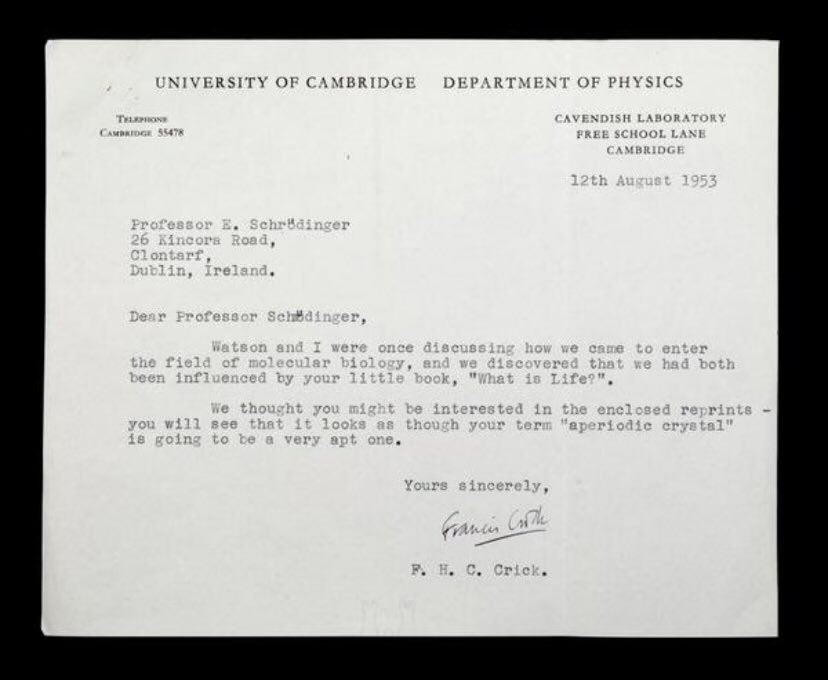 UNIVERSITY OF CAMBRIDGE DEPARTMENT OF PHYSICS
TELEPHONE
CAMBRIDGE 55478
CAVENDISH LABORATORY
FREE SCHOOL LANE
CAMBRIDGE
12th August 1953
Professor E. Schrödinger
26 Kincora Road,
Clontarf,
Dublin, Ireland.
Dear Professor Schrödinger,
Watson and I were once discussing how we came to enter
the field of molecular biology, and we discovered that we had both
been influenced by your little book, "What is Life?".
We thought you might be interested in the enclosed reprints -
you will see that it looks as though your term "aperiodic crystal"
is going to be a very apt one.
Yours sincerely,
Francis Crick
F. H. C. Crick.